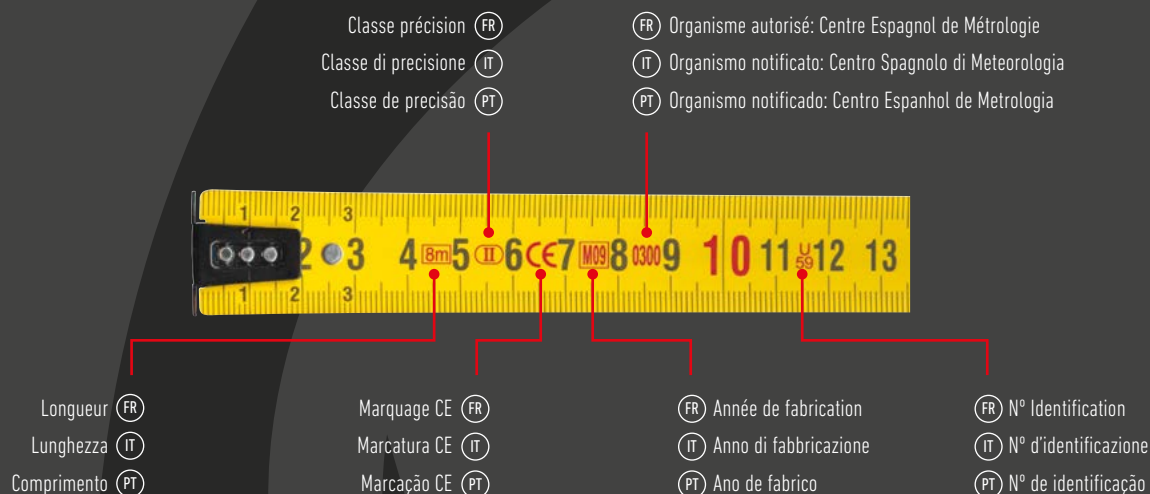 Classe précision FR
Classe di precisione IT
Classe de precisão PT
FR Organisme autorisé: Centre Espagnol de Métrologie
IT Organismo notificato: Centro Spagnolo di Meteorologia
PT Organismo notificado: Centro Espanhol de Metrologia
1 2 3
2 3 4 8m 5 II 6 CE 7 M09 8 0300 9 10 11 U 59 12 13
1 2 3
Longueur FR
Lunghezza IT
Comprimento PT
Marquage CE FR
Marcatura CE IT
Marcação CE PT
FR Année de fabrication
IT Anno di fabbricazione
PT Ano de fabrico
FR Nº Identification
IT Nº d'identificazione
PT Nº de identificação